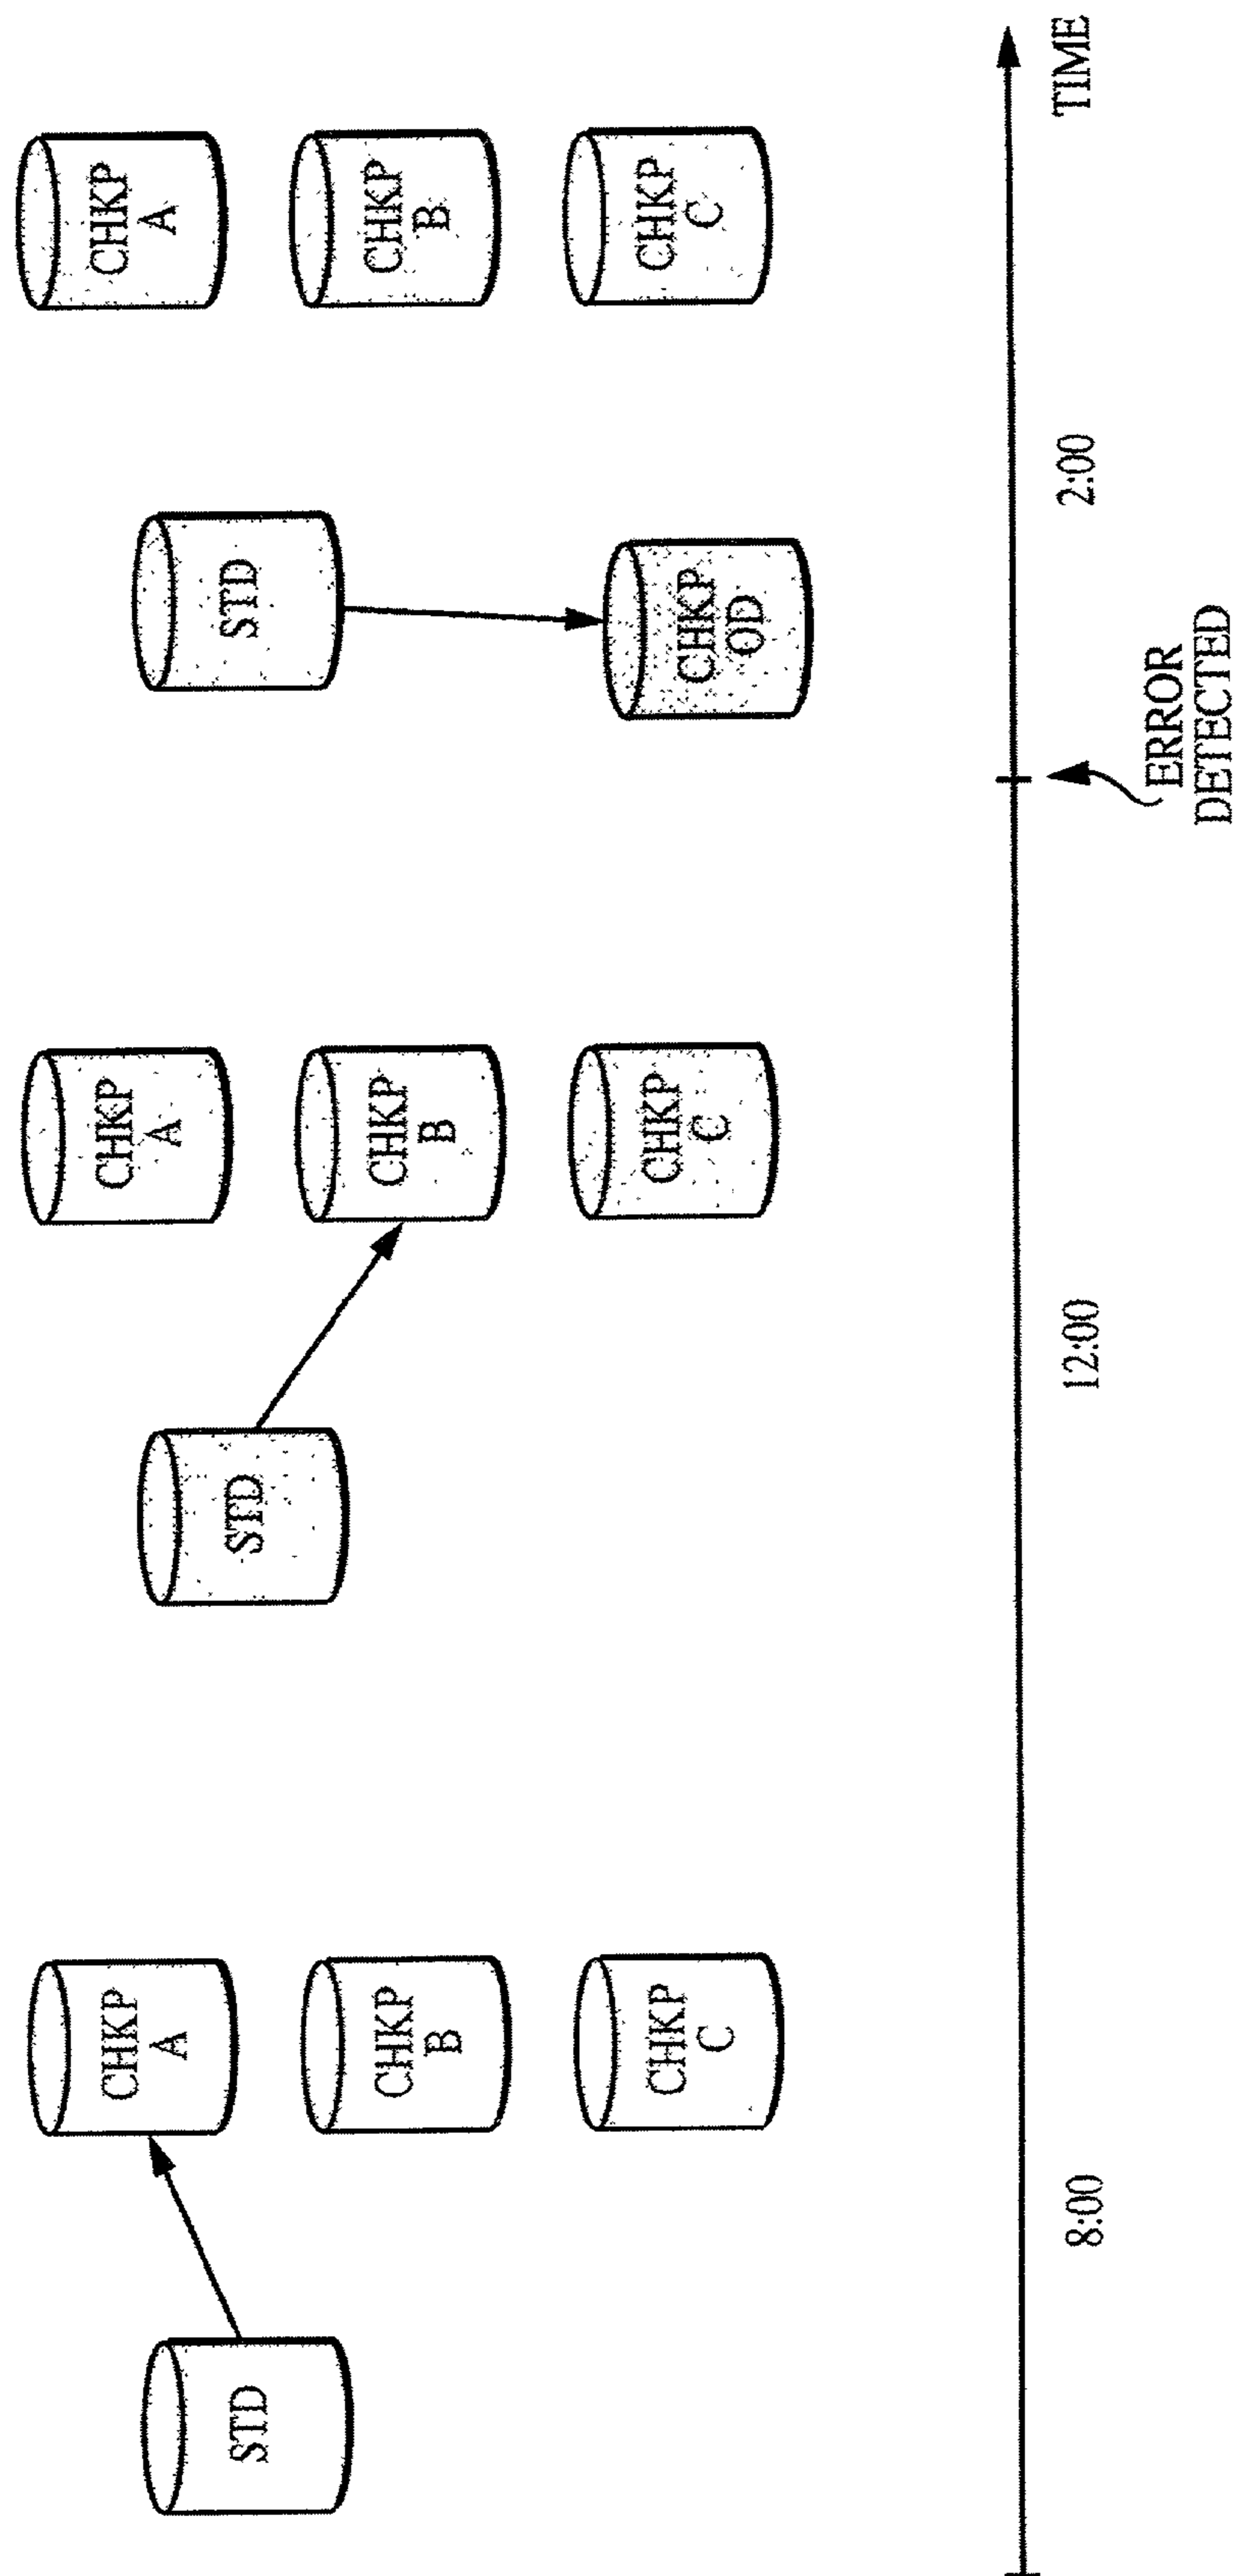 STD
CHKP
A
CHKP
B
CHKP
C
STD
CHKP
A
CHKP
B
CHKP
C
STD
CHKP
OD
CHKP
A
CHKP
B
CHKP
C
8:00
12:00
2:00
TIME
ERROR
DETECTED